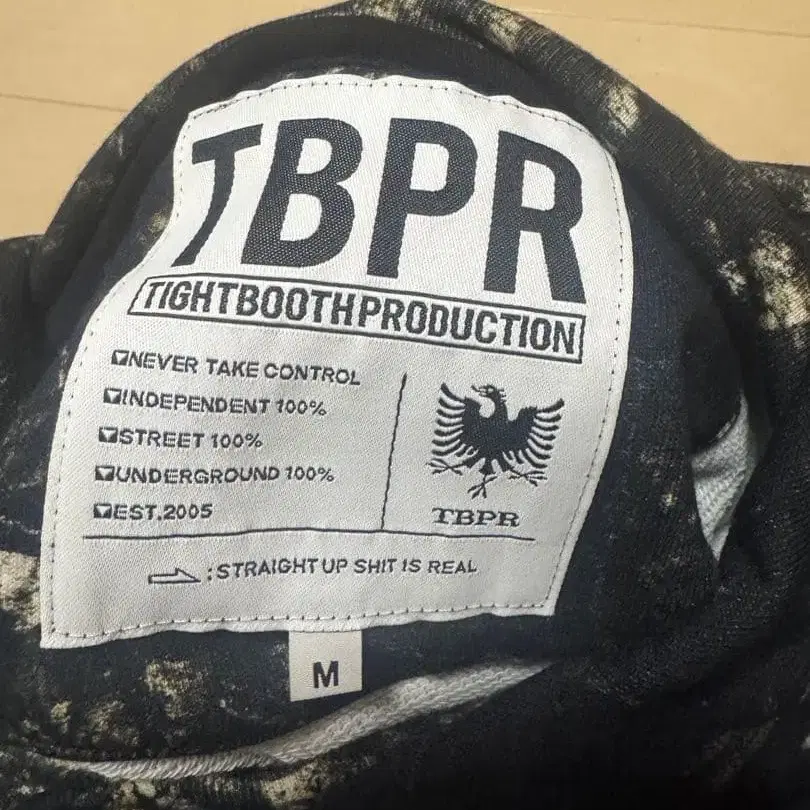 TBPR
TIGHTBOOTHPRODUCTION
NEVER TAKE CONTROL
INDEPENDENT 100%
STREET 100%
UNDERGROUND 100%
EST.2005
TBPR
:STRAIGHT UP SHIT IS REAL
M